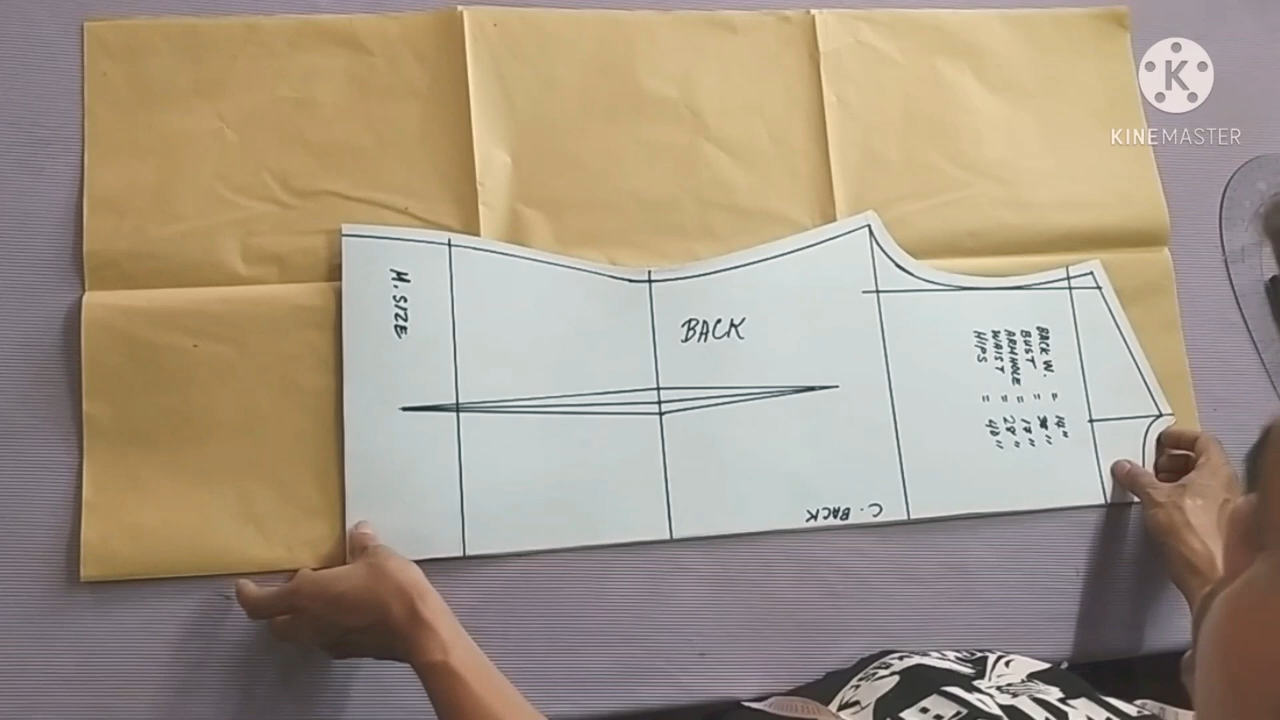 KINEMASTER
M. SIZE
BACK
BACK W. = 14"
BUST = 38"
ARMHOLE = 17"
WAIST = 28"
HIPS = 40"
C. BACK